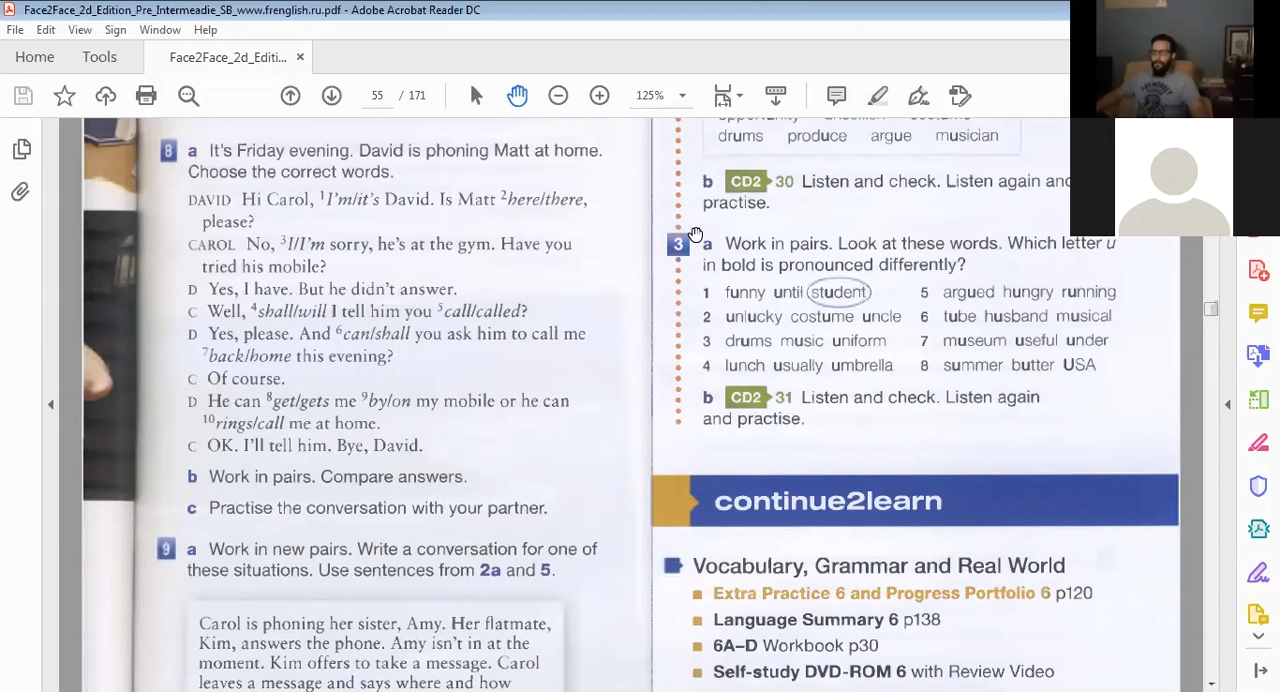 Face2Face_2d_Edition_Pre_Intermeadie_SB_www.frenglish.ru.pdf - Adobe Acrobat Reader DC
File Edit View Sign Window Help
Home Tools Face2Face_2d_Editi... ×
55 / 171 125%
8 a It's Friday evening. David is phoning Matt at home.
Choose the correct words.
DAVID Hi Carol, 1I'm/it's David. Is Matt 2here/there,
please?
CAROL No, 3I/I'm sorry, he's at the gym. Have you
tried his mobile?
D Yes, I have. But he didn't answer.
C Well, 4shall/will I tell him you 5call/called?
D Yes, please. And 6can/shall you ask him to call me
7back/home this evening?
C Of course.
D He can 8get/gets me 9by/on my mobile or he can
10rings/call me at home.
C OK. I'll tell him. Bye, David.
b Work in pairs. Compare answers.
c Practise the conversation with your partner.
9 a Work in new pairs. Write a conversation for one of
these situations. Use sentences from 2a and 5.
Carol is phoning her sister, Amy. Her flatmate,
Kim, answers the phone. Amy isn't in at the
moment. Kim offers to take a message. Carol
leaves a message and says where and how
drums produce argue musician
b CD2 30 Listen and check. Listen again and
practise.
3 a Work in pairs. Look at these words. Which letter u
in bold is pronounced differently?
1 funny until student 5 argued hungry running
2 unlucky costume uncle 6 tube husband musical
3 drums music uniform 7 museum useful under
4 lunch usually umbrella 8 summer butter USA
b CD2 31 Listen and check. Listen again
and practise.
continue2learn
Vocabulary, Grammar and Real World
Extra Practice 6 and Progress Portfolio 6 p120
Language Summary 6 p138
6A–D Workbook p30
Self-study DVD-ROM 6 with Review Video